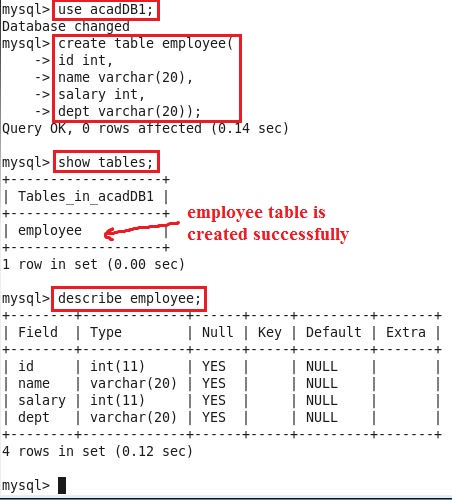 mysql> use acadDB1;
Database changed
mysql> create table employee(
    -> id int,
    -> name varchar(20),
    -> salary int,
    -> dept varchar(20));
Query OK, 0 rows affected (0.14 sec)

mysql> show tables;
+-------------------+
| Tables_in_acadDB1 |
+-------------------+
| employee          |
+-------------------+
employee table is
created successfully
1 row in set (0.00 sec)

mysql> describe employee;
+--------+-------------+------+-----+---------+-------+
| Field  | Type        | Null | Key | Default | Extra |
+--------+-------------+------+-----+---------+-------+
| id     | int(11)     | YES  |     | NULL    |       |
| name   | varchar(20) | YES  |     | NULL    |       |
| salary | int(11)     | YES  |     | NULL    |       |
| dept   | varchar(20) | YES  |     | NULL    |       |
+--------+-------------+------+-----+---------+-------+
4 rows in set (0.12 sec)

mysql>